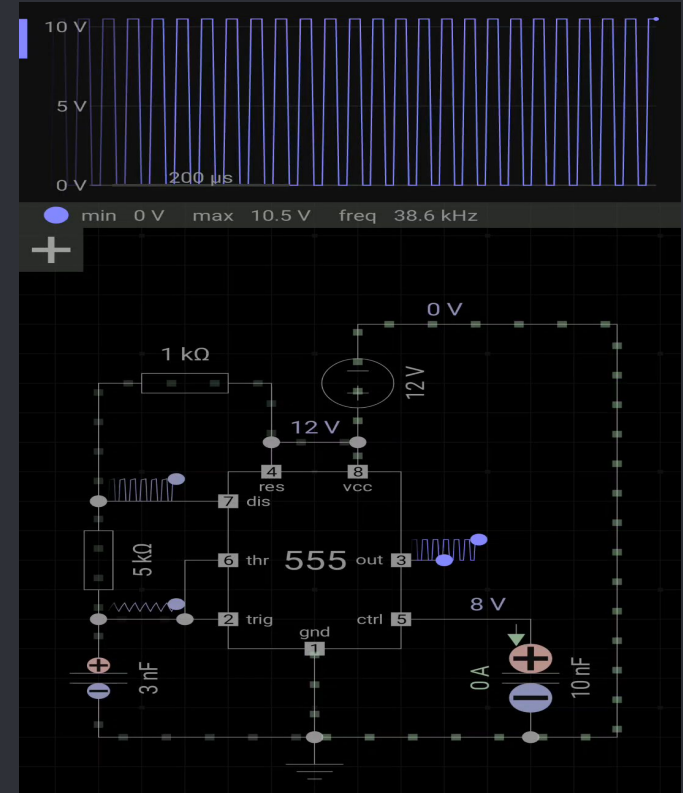 10 V
5 V
0 V
200 µs
min 0 V max 10.5 V freq 38.6 kHz
0 V
1 kΩ
12 V
12 V
4
8
res
vcc
7
dis
5 kΩ
6
thr
555
out
3
2
trig
gnd
ctrl
5
8 V
1
3 nF
0 A
10 nF